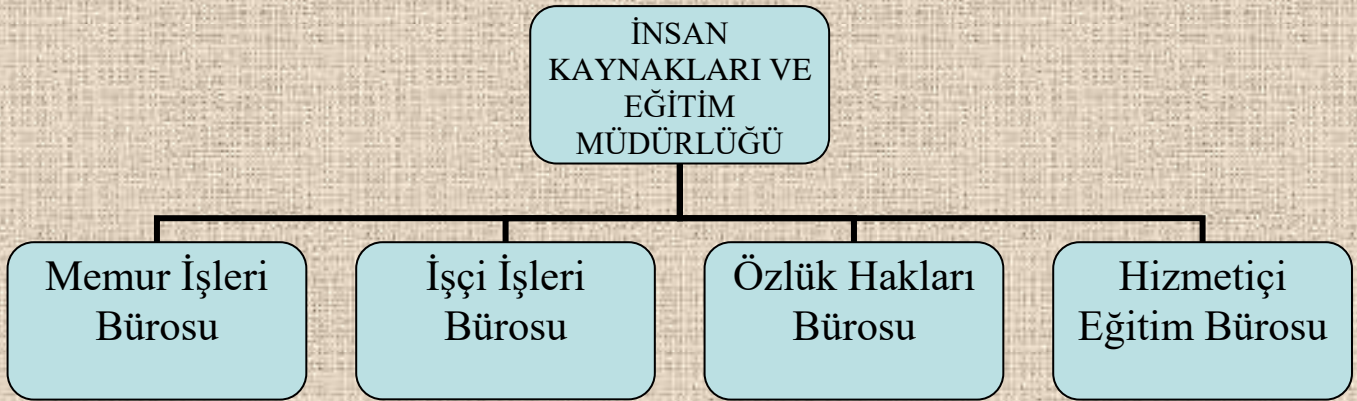 İNSAN
KAYNAKLARI VE
EĞİTİM
MÜDÜRLÜĞÜ
Memur İşleri
Bürosu
İşçi İşleri
Bürosu
Özlük Hakları
Bürosu
Hizmetiçi
Eğitim Bürosu